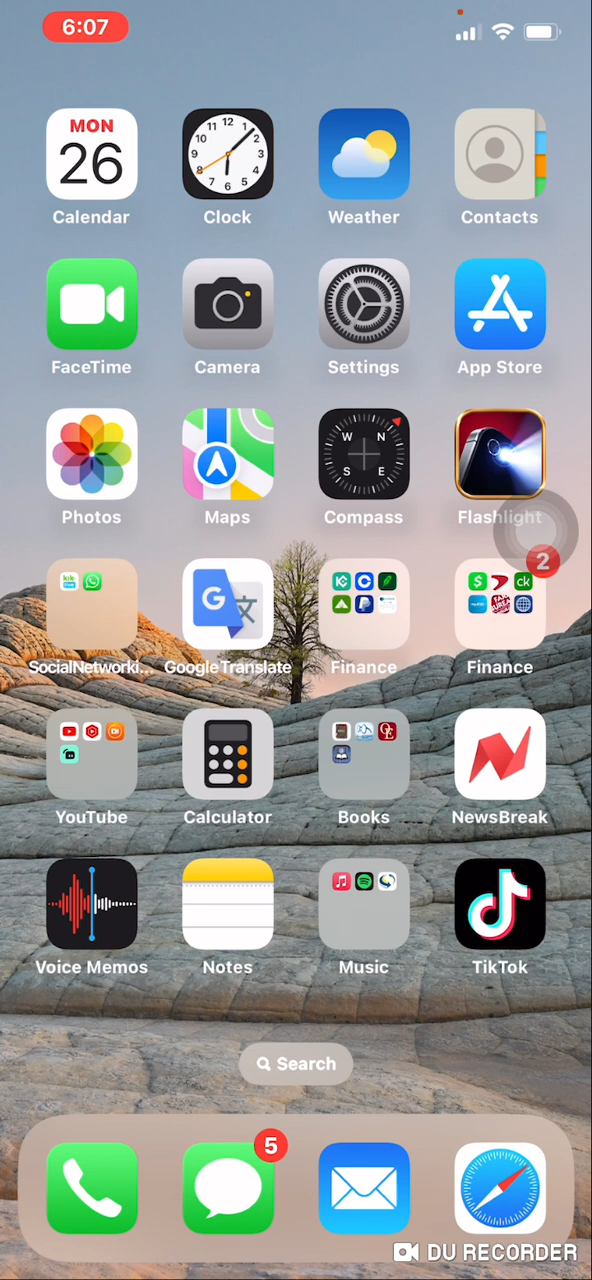 6:07
MON
26
Calendar
Clock
Weather
Contacts
FaceTime
Camera
Settings
App Store
Photos
Maps
Compass
Flashlight
2
SocialNetworki...
GoogleTranslate
Finance
Finance
YouTube
Calculator
Books
NewsBreak
Voice Memos
Notes
Music
TikTok
Search
5
DU RECORDER